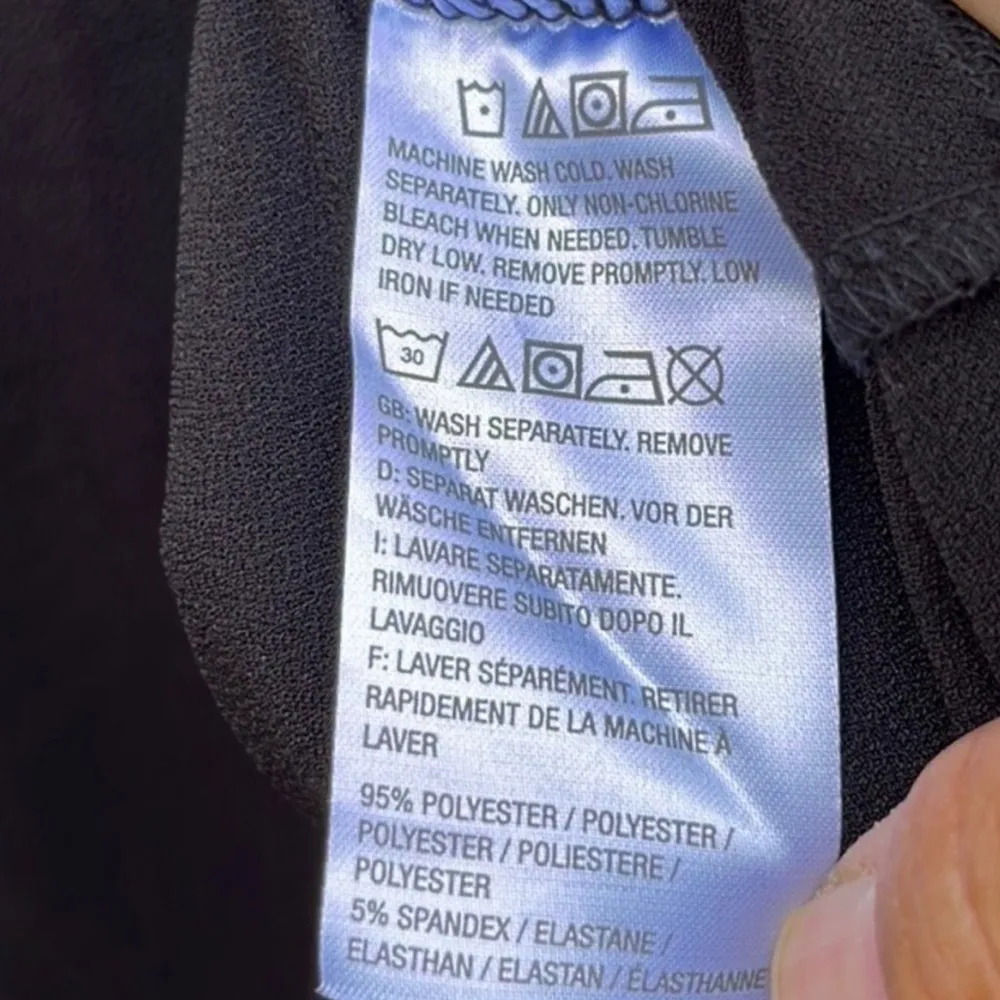 MACHINE WASH COLD. WASH
SEPARATELY. ONLY NON-CHLORINE
BLEACH WHEN NEEDED. TUMBLE
DRY LOW. REMOVE PROMPTLY. LOW
IRON IF NEEDED
30
GB: WASH SEPARATELY. REMOVE
PROMPTLY
D: SEPARAT WASCHEN. VOR DER
WÄSCHE ENTFERNEN
I: LAVARE SEPARATAMENTE.
RIMUOVERE SUBITO DOPO IL
LAVAGGIO
F: LAVER SÉPARÉMENT. RETIRER
RAPIDEMENT DE LA MACHINE À
LAVER
95% POLYESTER / POLYESTER /
POLYESTER / POLIESTERE /
POLYESTER
5% SPANDEX / ELASTANE /
ELASTHAN / ELASTAN / ÉLASTHANNE